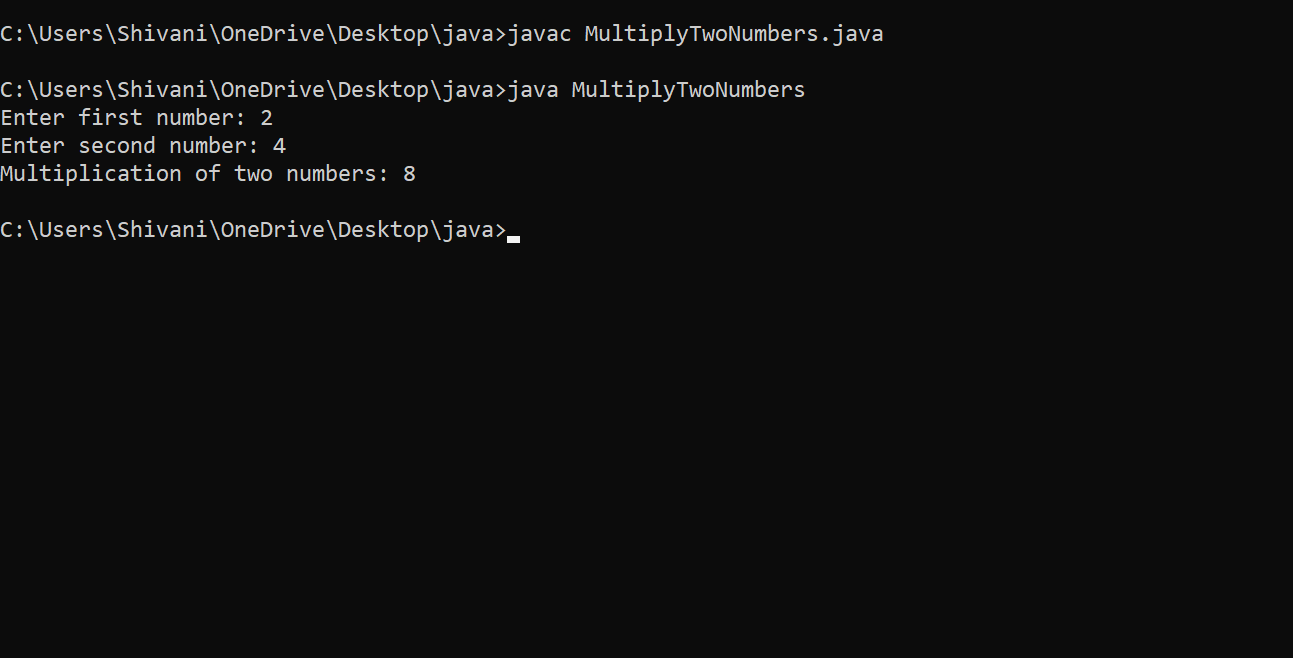 C:\Users\Shivani\OneDrive\Desktop\java>javac MultiplyTwoNumbers.java
C:\Users\Shivani\OneDrive\Desktop\java>java MultiplyTwoNumbers
Enter first number: 2
Enter second number: 4
Multiplication of two numbers: 8
C:\Users\Shivani\OneDrive\Desktop\java>